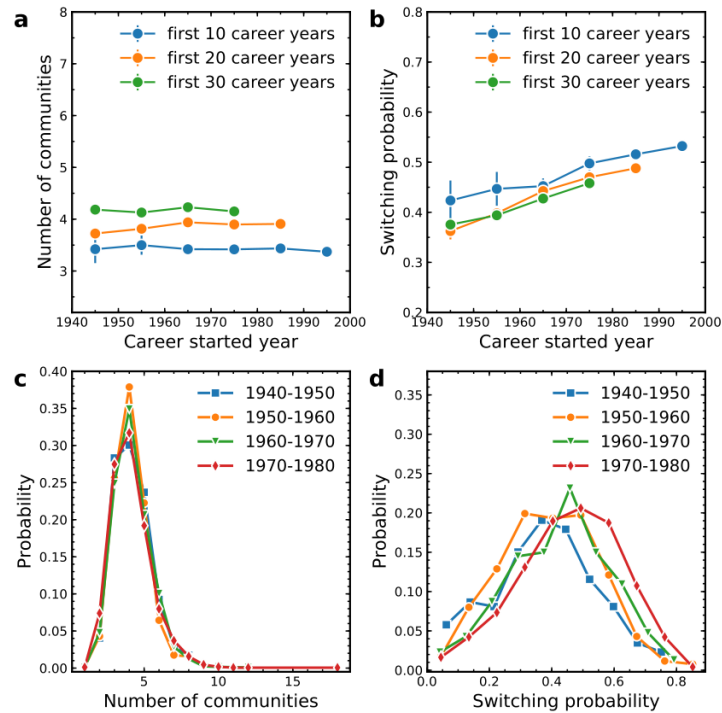 a
8
7
6
5
4
3
Number of communities
first 10 career years
first 20 career years
first 30 career years
1940 1950 1960 1970 1980 1990 2000
Career started year
b
0.8
0.7
0.6
0.5
0.4
0.3
0.2
Switching probability
first 10 career years
first 20 career years
first 30 career years
1940 1950 1960 1970 1980 1990 2000
Career started year
c
0.40
0.35
0.30
0.25
0.20
0.15
0.10
0.05
0.00
Probability
1940-1950
1950-1960
1960-1970
1970-1980
5 10 15
Number of communities
d
0.35
0.30
0.25
0.20
0.15
0.10
0.05
0.00
Probability
1940-1950
1950-1960
1960-1970
1970-1980
0.0 0.2 0.4 0.6 0.8
Switching probability